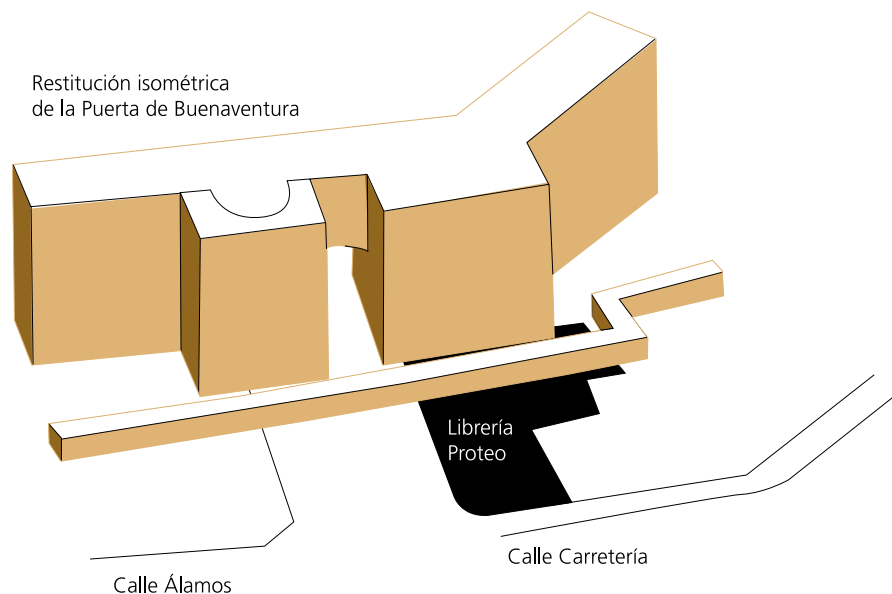 Restitución isométrica
de la Puerta de Buenaventura
Librería
Proteo
Calle Carretería
Calle Álamos